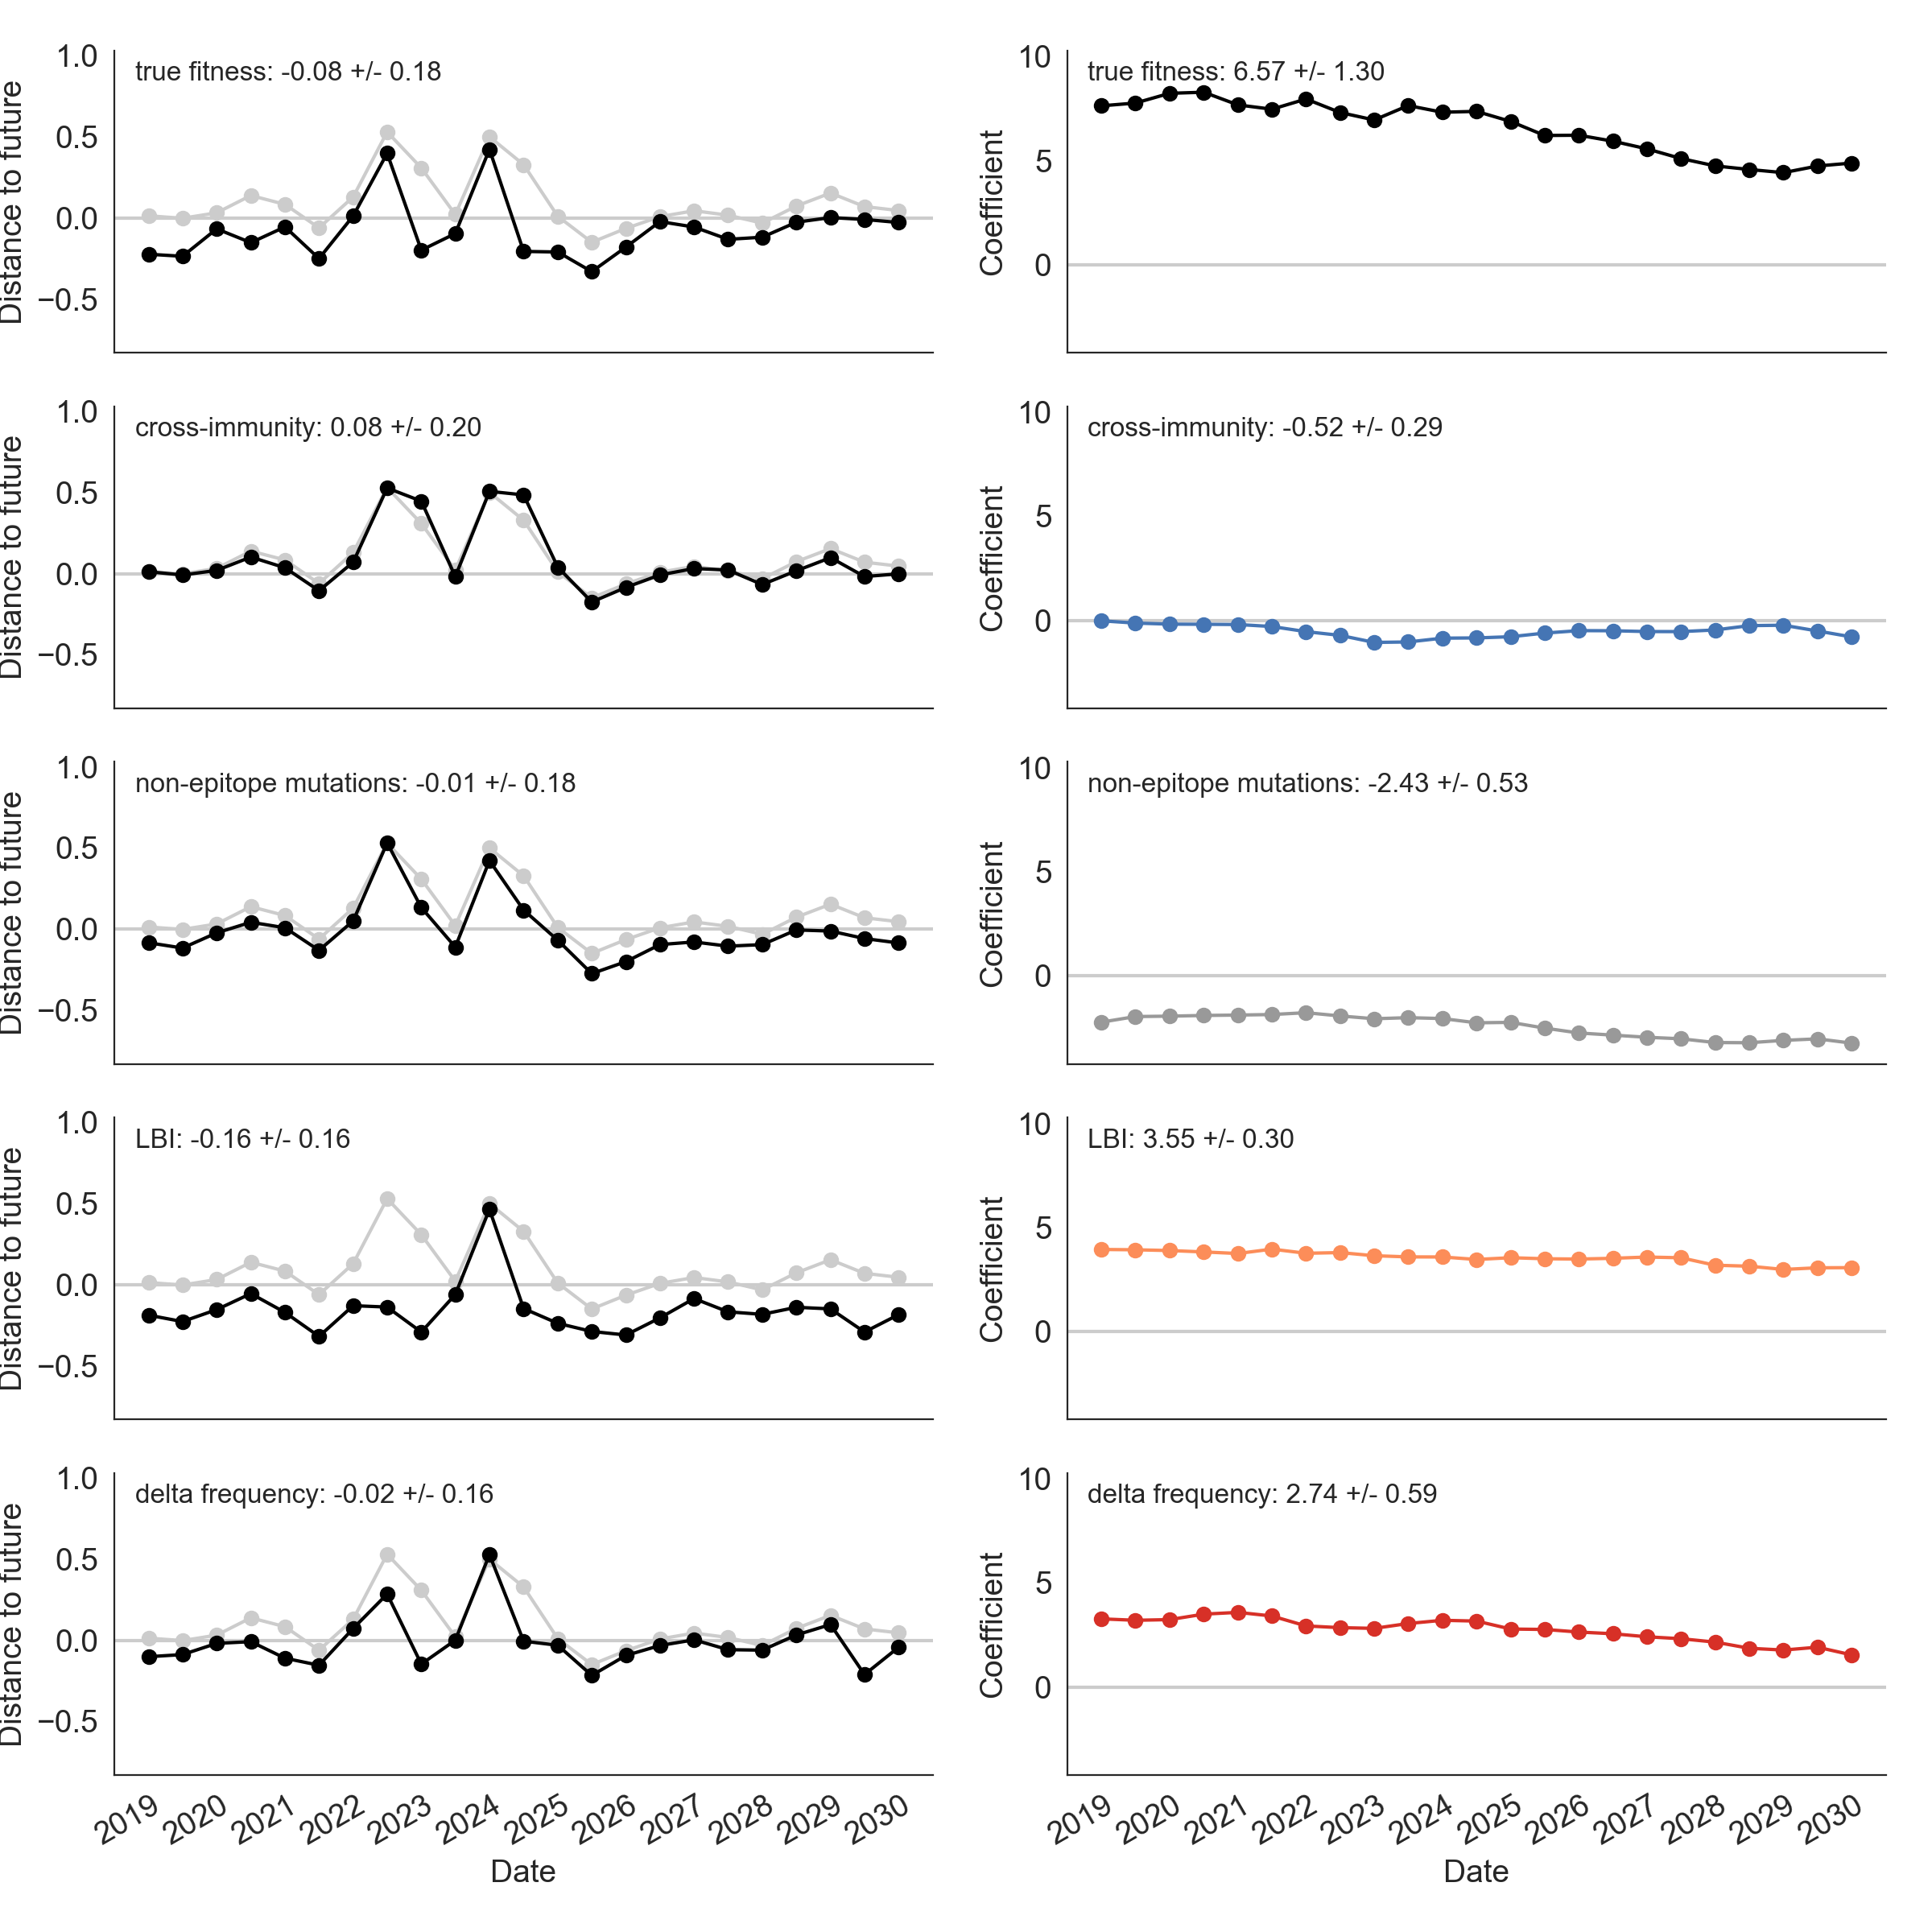 true fitness: -0.08 +/- 0.18
Distance to future
1.0
0.5
0.0
−0.5
true fitness: 6.57 +/- 1.30
Coefficient
10
5
0
cross-immunity: 0.08 +/- 0.20
Distance to future
1.0
0.5
0.0
−0.5
cross-immunity: -0.52 +/- 0.29
Coefficient
10
5
0
non-epitope mutations: -0.01 +/- 0.18
Distance to future
1.0
0.5
0.0
−0.5
non-epitope mutations: -2.43 +/- 0.53
Coefficient
10
5
0
LBI: -0.16 +/- 0.16
Distance to future
1.0
0.5
0.0
−0.5
LBI: 3.55 +/- 0.30
Coefficient
10
5
0
delta frequency: -0.02 +/- 0.16
Distance to future
1.0
0.5
0.0
−0.5
delta frequency: 2.74 +/- 0.59
Coefficient
10
5
0
2019 2020 2021 2022 2023 2024 2025 2026 2027 2028 2029 2030
Date
2019 2020 2021 2022 2023 2024 2025 2026 2027 2028 2029 2030
Date